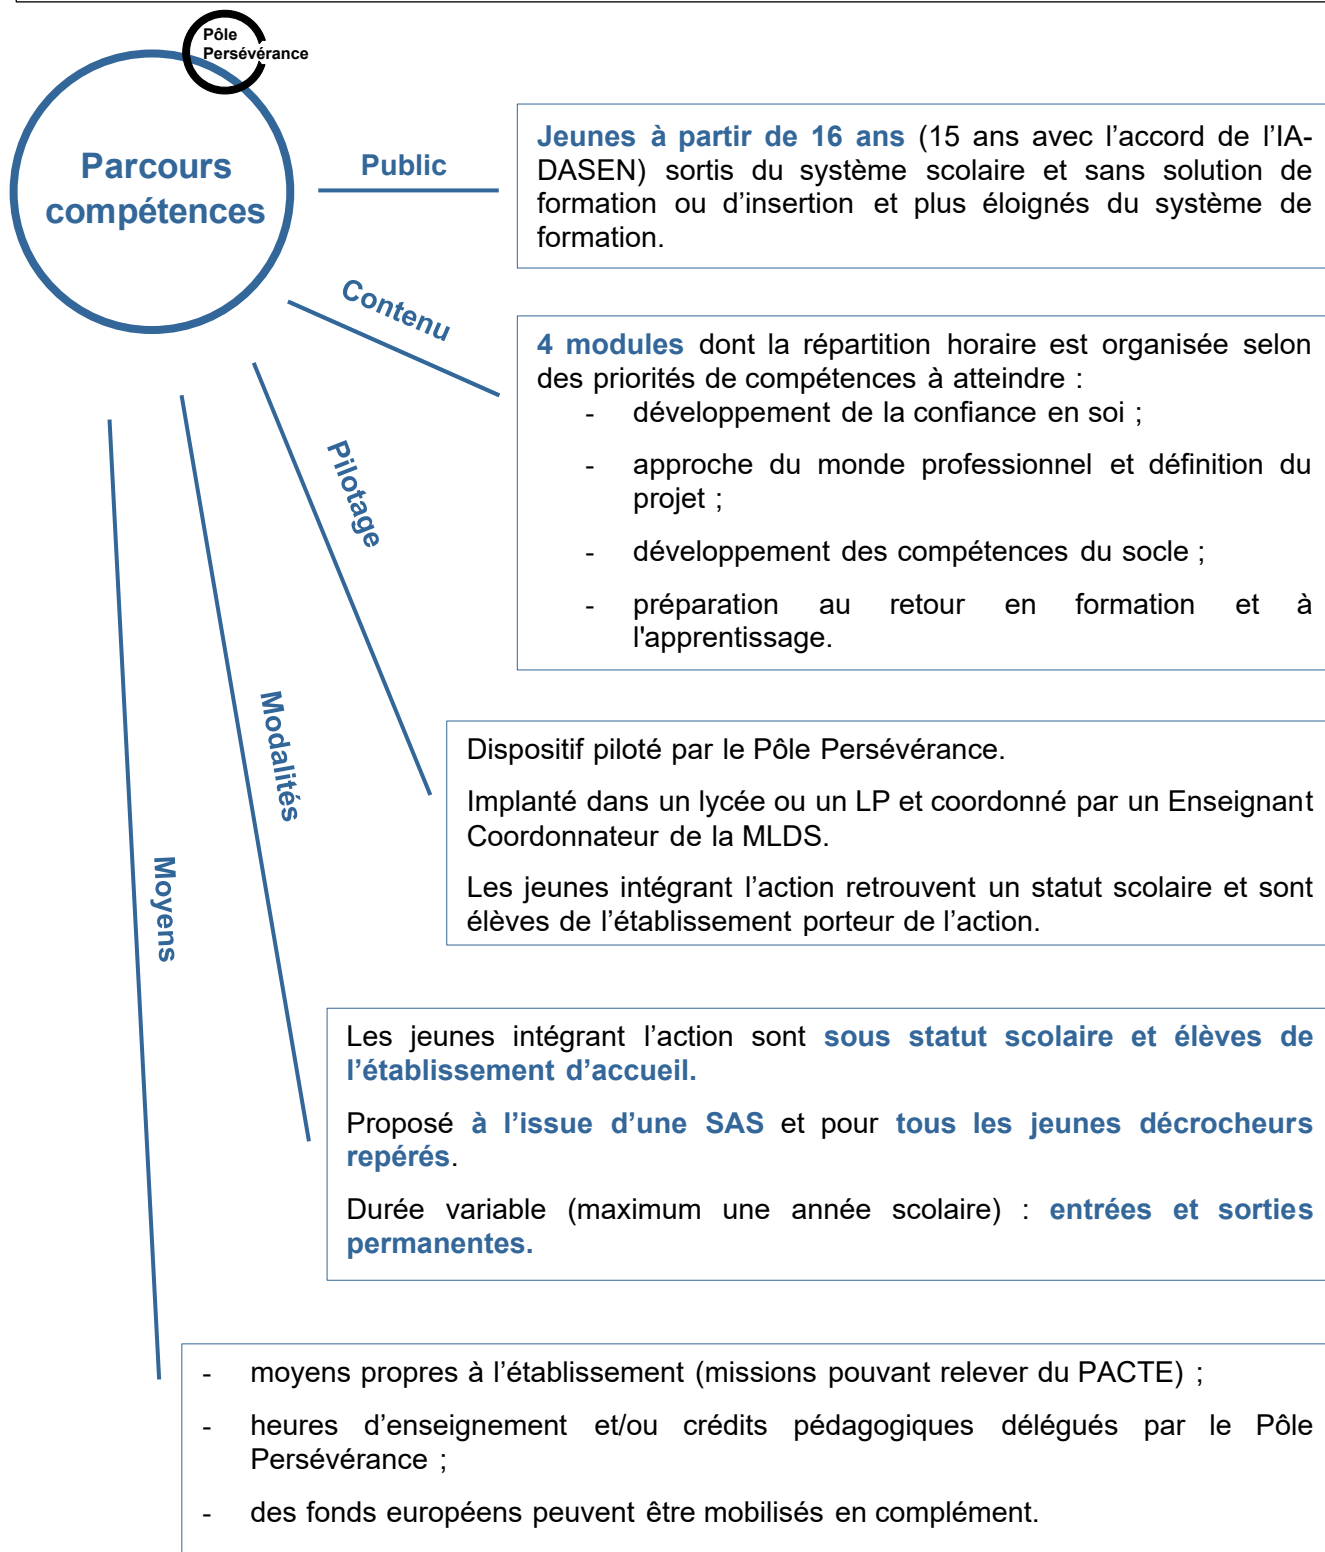 Pôle
Persévérance
Parcours
compétences
Public
Jeunes à partir de 16 ans (15 ans avec l’accord de l’IA-
DASEN) sortis du système scolaire et sans solution de
formation ou d’insertion et plus éloignés du système de
formation.
Contenu
4 modules dont la répartition horaire est organisée selon
des priorités de compétences à atteindre :
- développement de la confiance en soi ;
- approche du monde professionnel et définition du
projet ;
- développement des compétences du socle ;
- préparation au retour en formation et à
l'apprentissage.
Pilotage
Dispositif piloté par le Pôle Persévérance.
Implanté dans un lycée ou un LP et coordonné par un Enseignant
Coordonnateur de la MLDS.
Les jeunes intégrant l’action retrouvent un statut scolaire et sont
élèves de l’établissement porteur de l’action.
Modalités
Les jeunes intégrant l’action sont sous statut scolaire et élèves de
l’établissement d’accueil.
Proposé à l’issue d’une SAS et pour tous les jeunes décrocheurs
repérés.
Durée variable (maximum une année scolaire) : entrées et sorties
permanentes.
Moyens
- moyens propres à l’établissement (missions pouvant relever du PACTE) ;
- heures d’enseignement et/ou crédits pédagogiques délégués par le Pôle
Persévérance ;
- des fonds européens peuvent être mobilisés en complément.